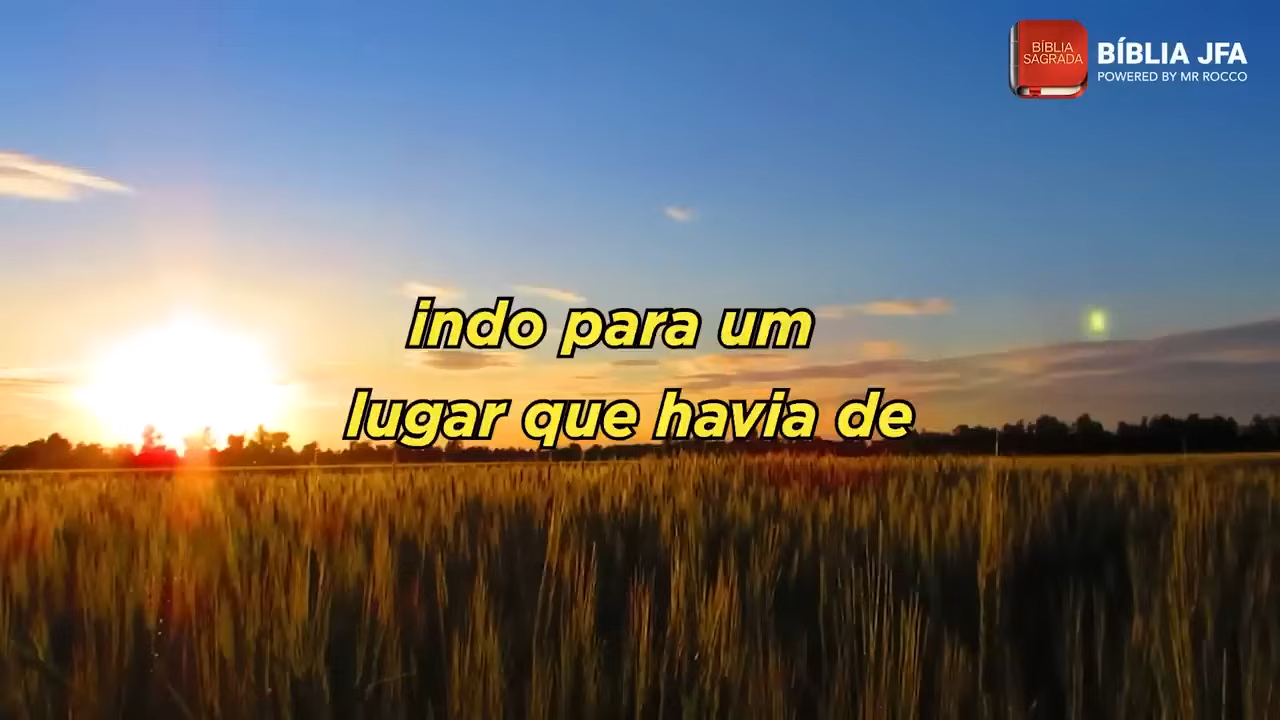 BÍBLIA
SAGRADA
BÍBLIA JFA
POWERED BY MR ROCCO
indo para um
lugar que havia de